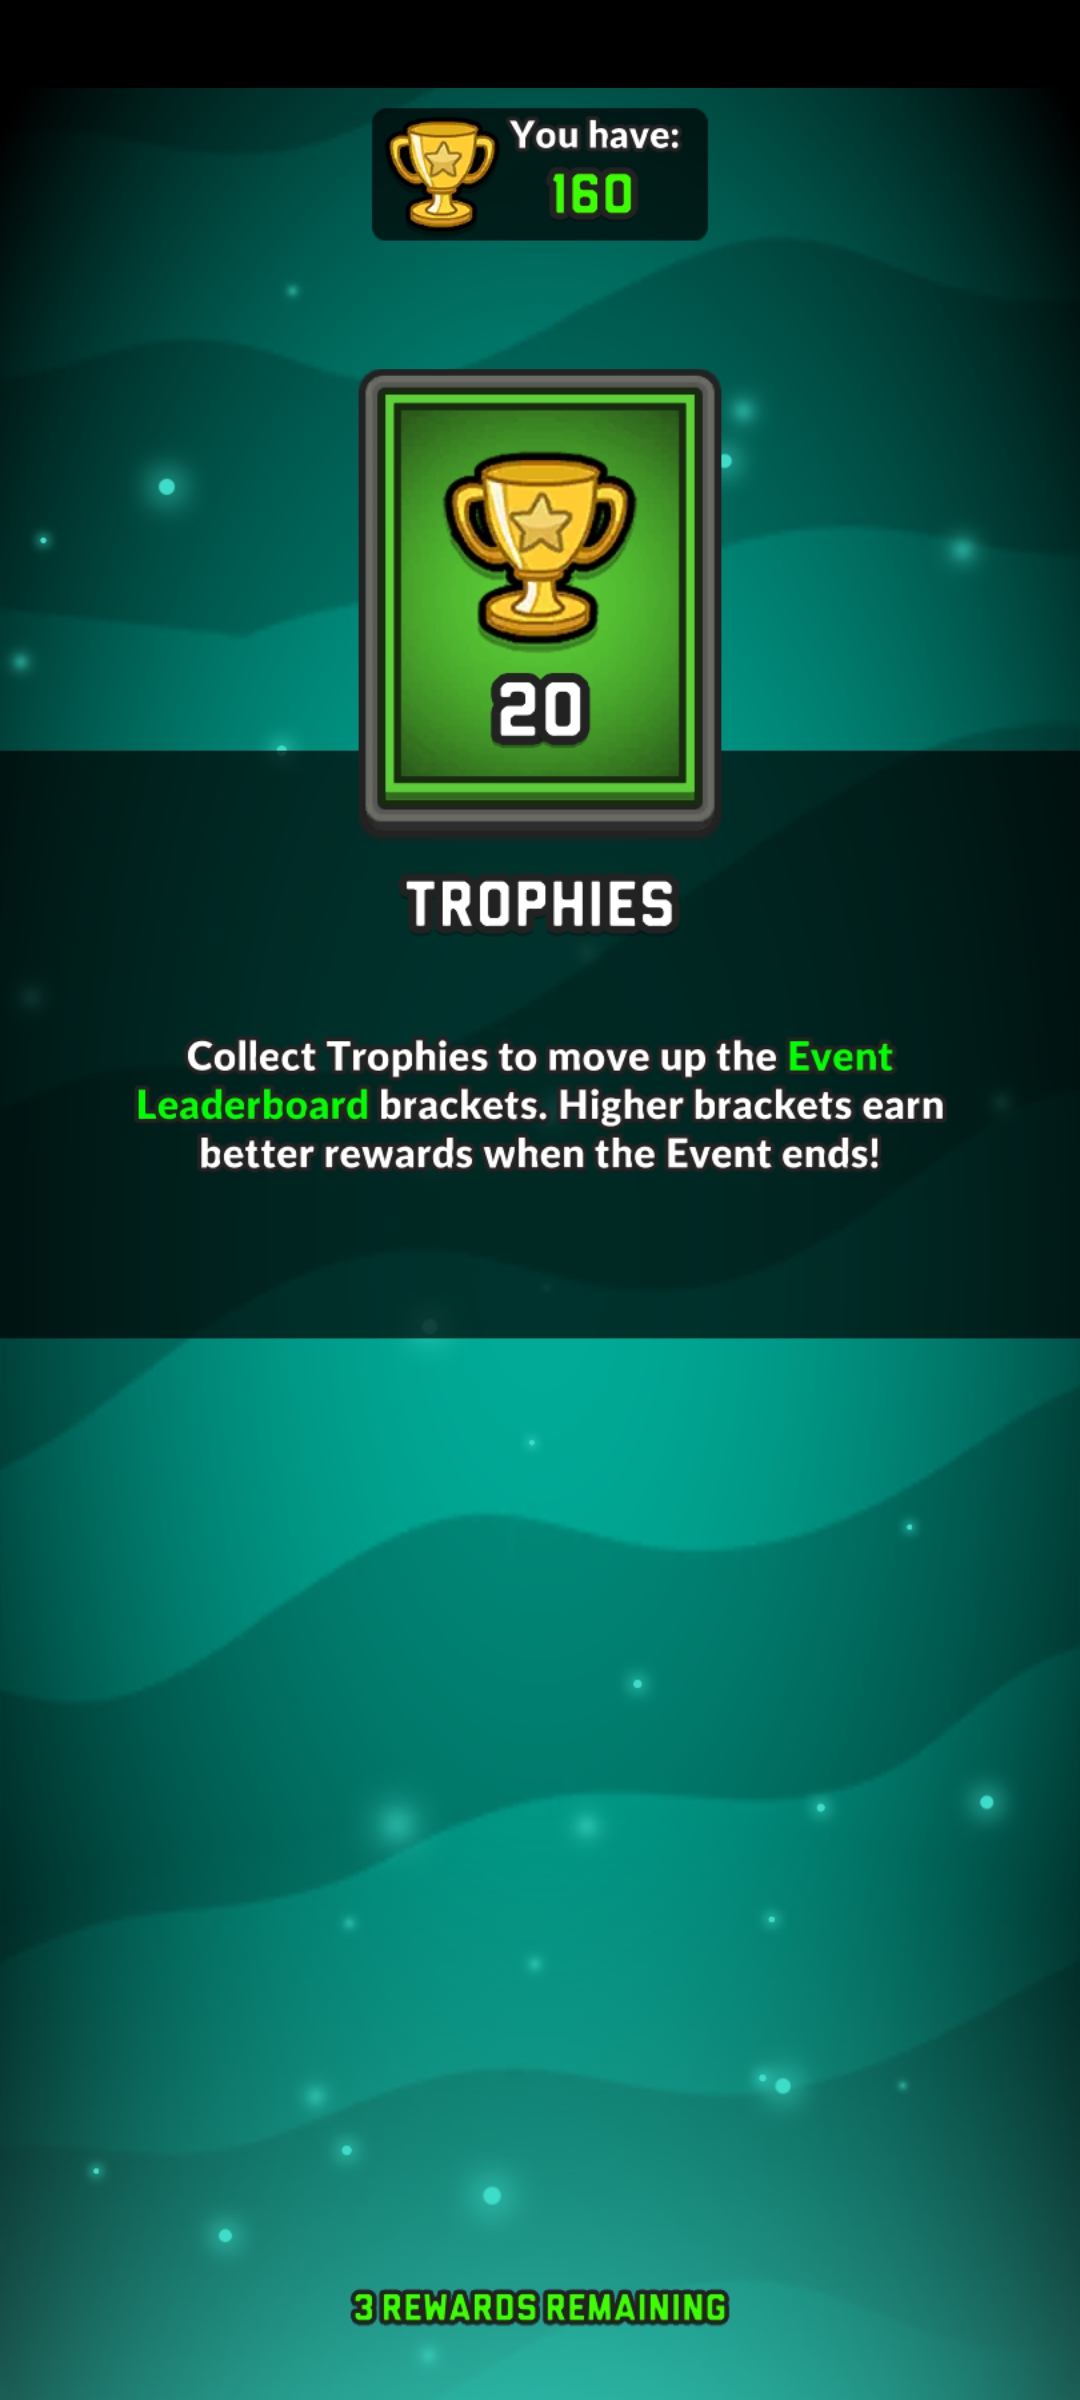 You have:
160
20
TROPHIES
Collect Trophies to move up the Event
Leaderboard brackets. Higher brackets earn
better rewards when the Event ends!
3 REWARDS REMAINING